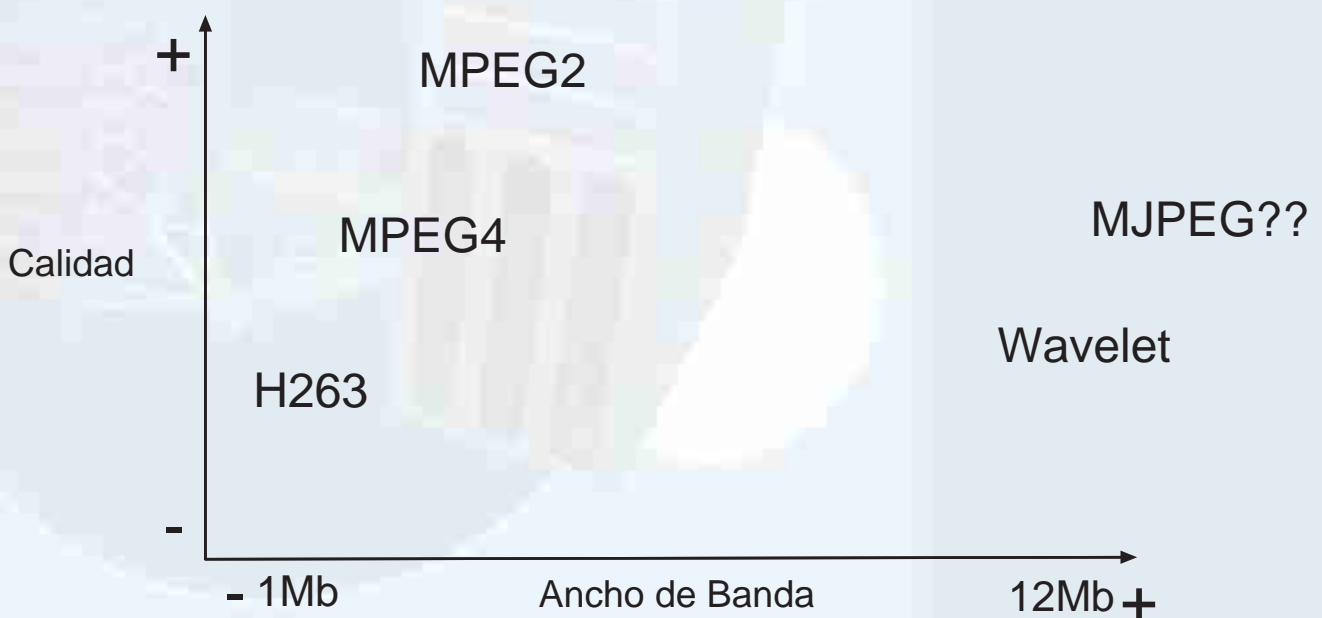 +
MPEG2
MPEG4
MJPEG??
Calidad
Wavelet
H263
-
- 1Mb
Ancho de Banda
12Mb +